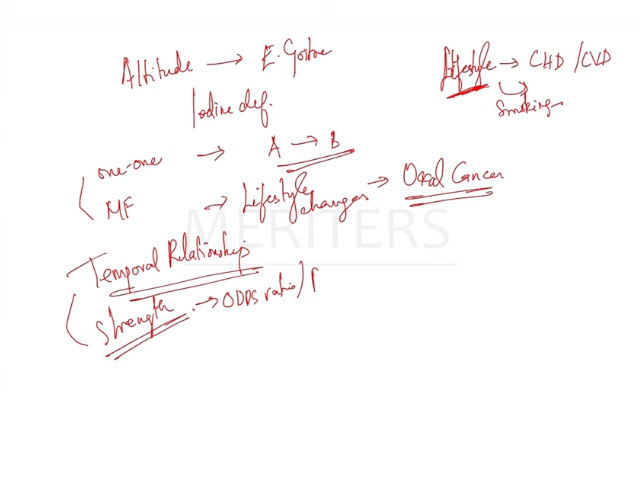 Altitude → E. Goitre
Iodine def.
Lifestyle → CHD / CVD
Smoking
one-one → A → B
MF → Lifestyle changes → Oral Cancer
MERITERS
Temporal Relationship
Strength → ODDS ratio /